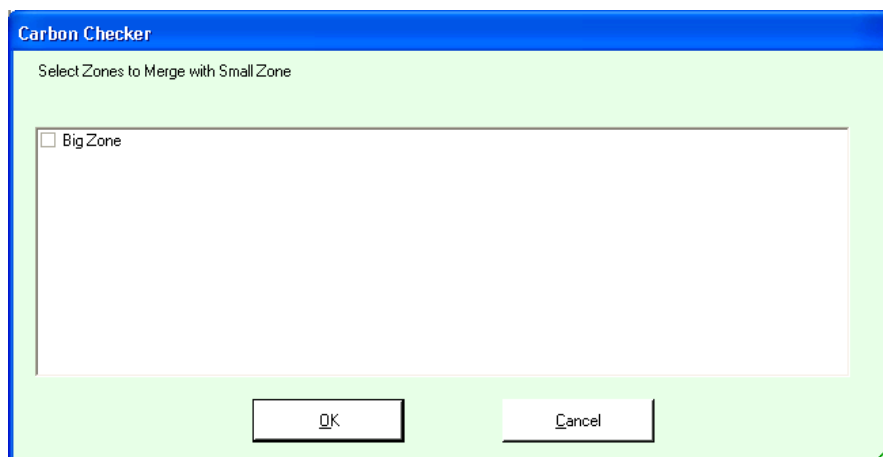 Carbon Checker
Select Zones to Merge with Small Zone
Big Zone
OK
Cancel